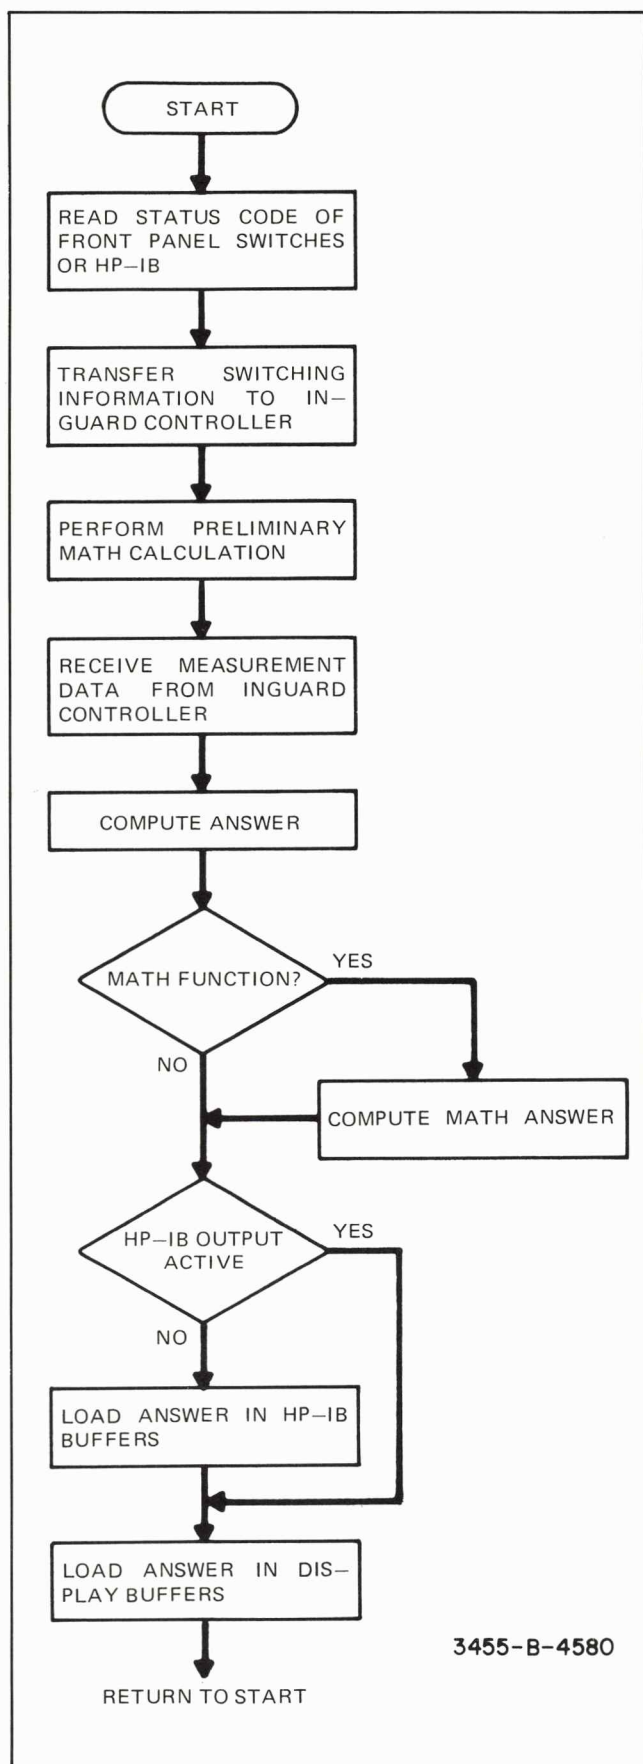 START
READ STATUS CODE OF
FRONT PANEL SWITCHES
OR HP–IB
TRANSFER SWITCHING
INFORMATION TO IN–
GUARD CONTROLLER
PERFORM PRELIMINARY
MATH CALCULATION
RECEIVE MEASUREMENT
DATA FROM INGUARD
CONTROLLER
COMPUTE ANSWER
MATH FUNCTION?
YES
NO
COMPUTE MATH ANSWER
HP–IB OUTPUT
ACTIVE
YES
NO
LOAD ANSWER IN HP–IB
BUFFERS
LOAD ANSWER IN DIS–
PLAY BUFFERS
3455-B-4580
RETURN TO START